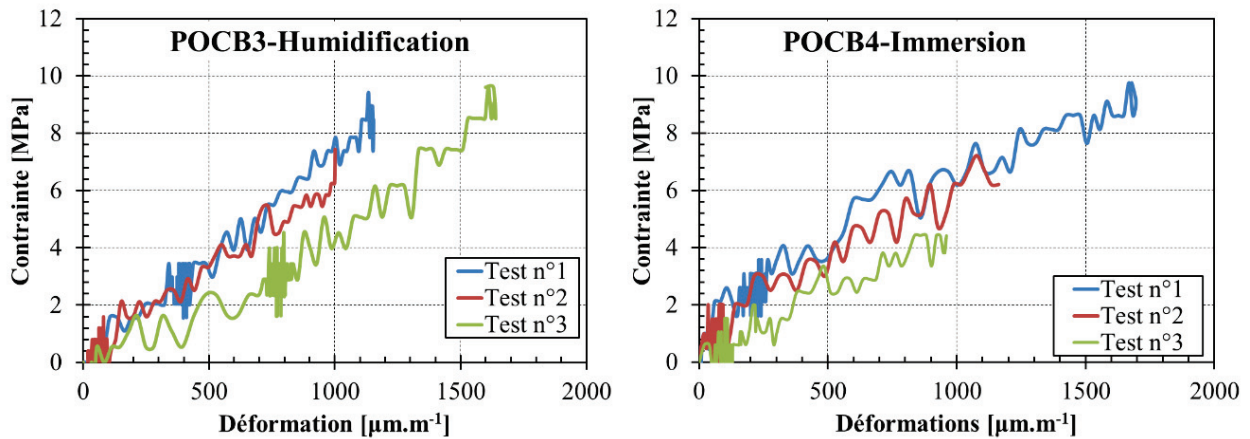 POCB3-Humidification
Contrainte [MPa]
12
10
8
6
4
2
0
0 500 1000 1500 2000
Déformation [µm.m-1]
Test n°1
Test n°2
Test n°3
POCB4-Immersion
Contrainte [MPa]
12
10
8
6
4
2
0
0 500 1000 1500 2000
Déformations [µm.m-1]
Test n°1
Test n°2
Test n°3